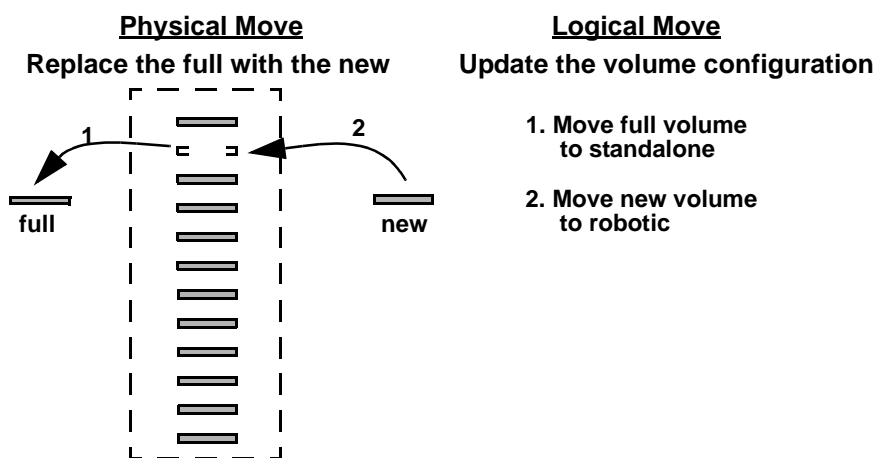 Physical Move
Replace the full with the new
1
2
full
new
Logical Move
Update the volume configuration
1. Move full volume
to standalone
2. Move new volume
to robotic